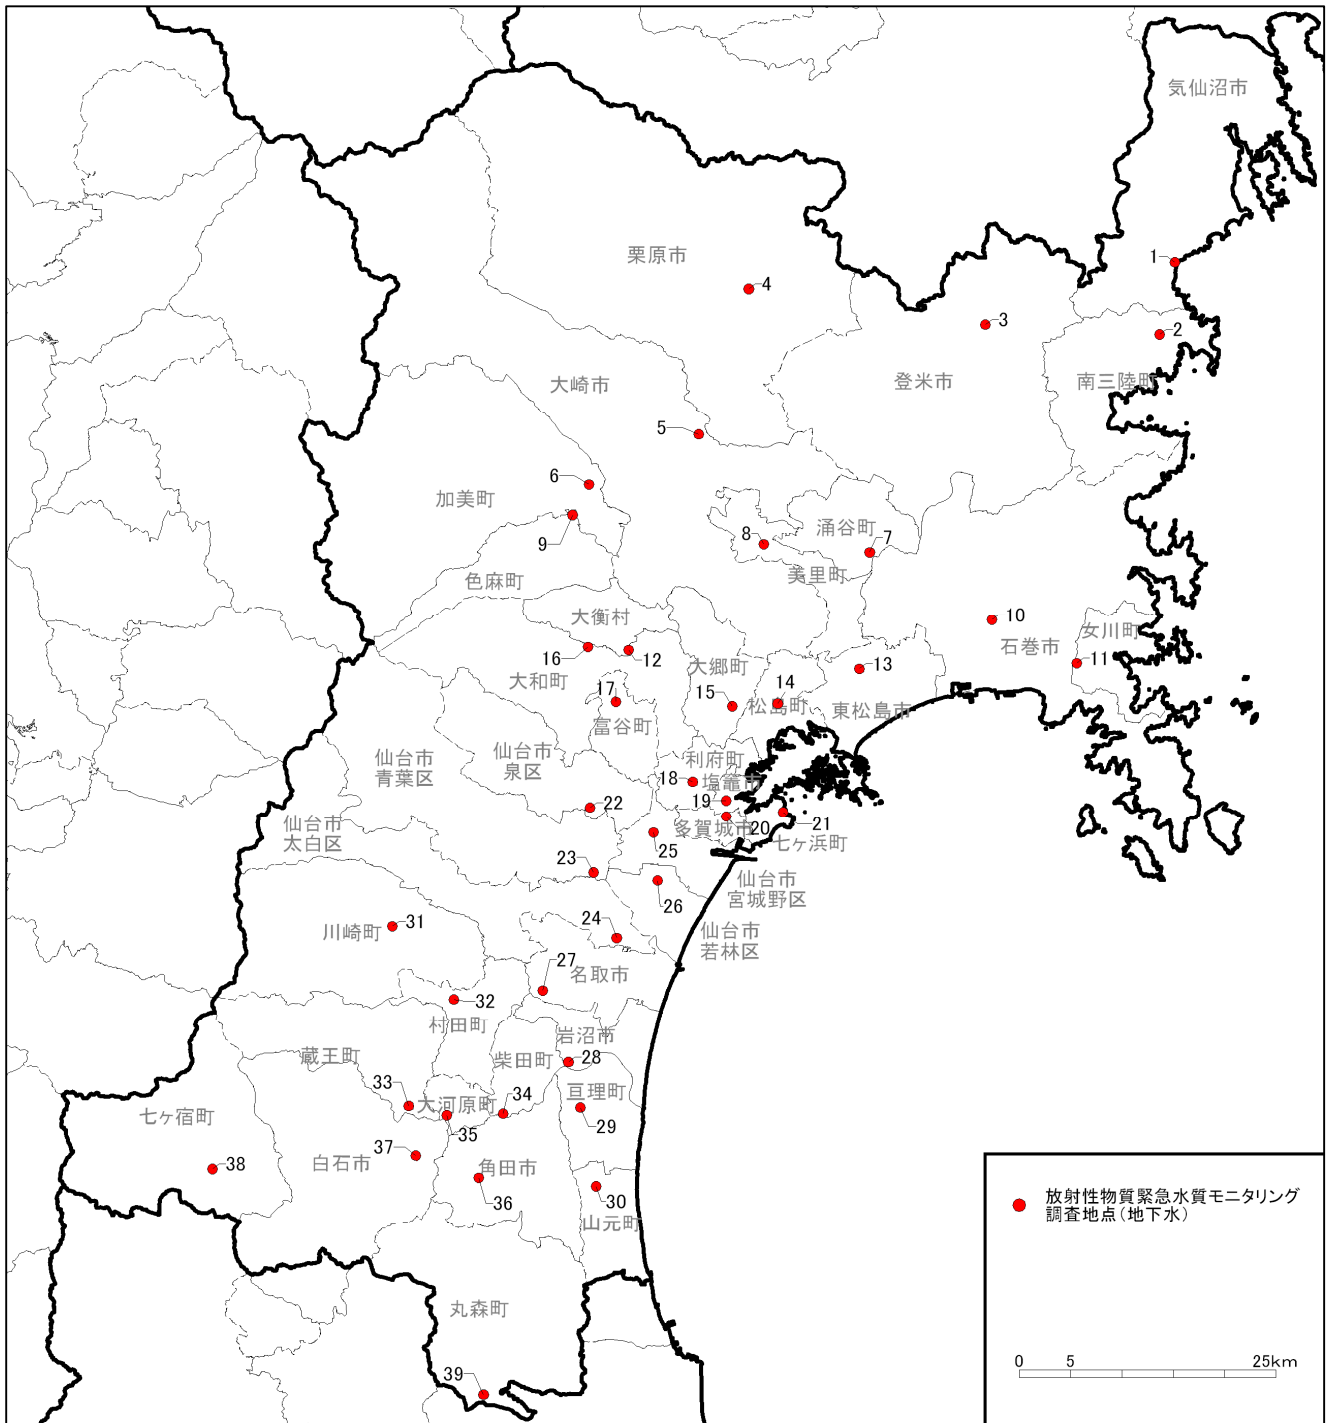 気仙沼市
栗原市
1
4
3
2
大崎市
登米市
南三陸町
5
6
加美町
9
8
涌谷町
7
美里町
色麻町
大衡村
10
石巻市
女川町
11
16
12
大和町
大郷町
13
17
15
14
松島町
東松島市
富谷町
仙台市
青葉区
仙台市
泉区
利府町
18
塩竈市
19
22
仙台市
太白区
多賀城市
20
21
七ヶ浜町
25
23
仙台市
宮城野区
26
川崎町
31
24
仙台市
若林区
27
名取市
32
村田町
岩沼市
蔵王町
柴田町
28
33
大河原町
34
亘理町
29
35
七ヶ宿町
38
白石市
37
角田市
36
30
山元町
丸森町
39
放射性物質緊急水質モニタリング
調査地点(地下水)
0 5 25km